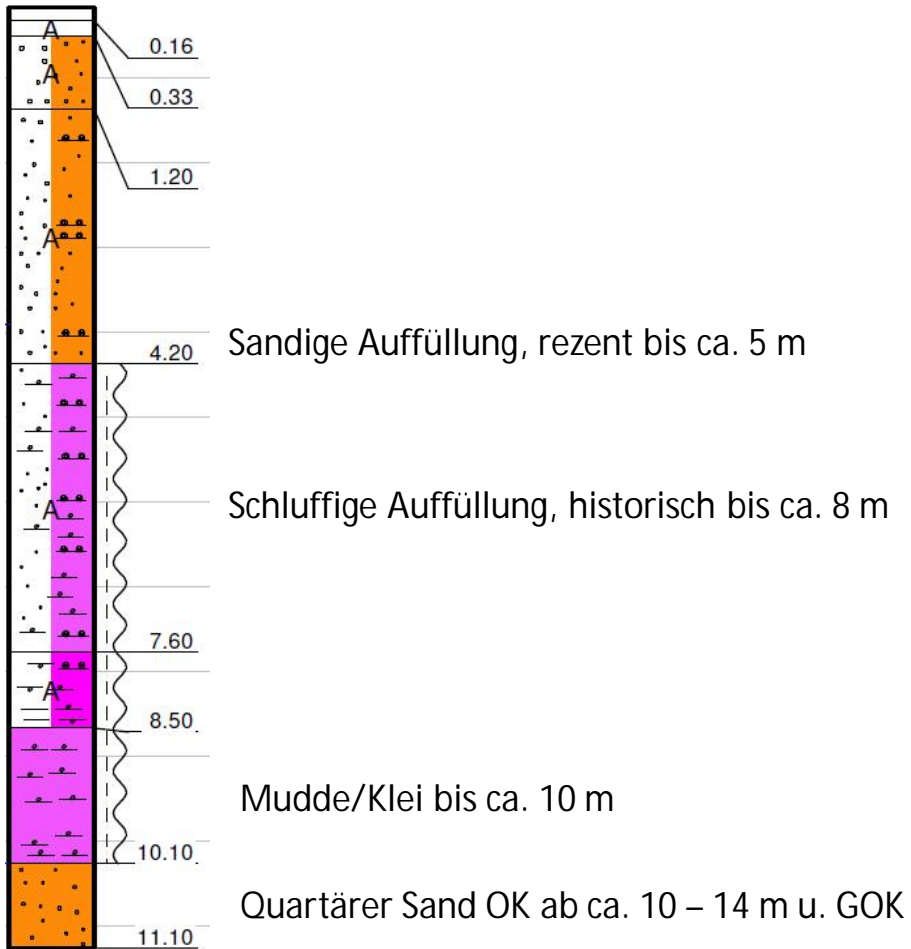 A
0.16
A
0.33
1.20
A
Sandige Auffüllung, rezent bis ca. 5 m
4.20
Schluffige Auffüllung, historisch bis ca. 8 m
A
7.60
A
8.50
Mudde/Klei bis ca. 10 m
10.10
Quartärer Sand OK ab ca. 10 – 14 m u. GOK
11.10